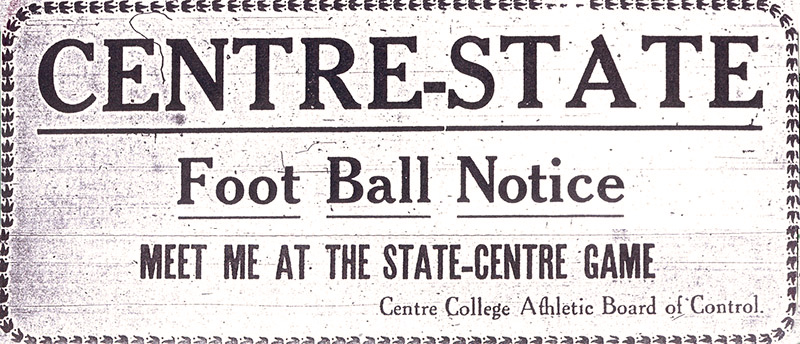 CENTRE-STATE
Foot Ball Notice
MEET ME AT THE STATE-CENTRE GAME
Centre College Athletic Board of Control.